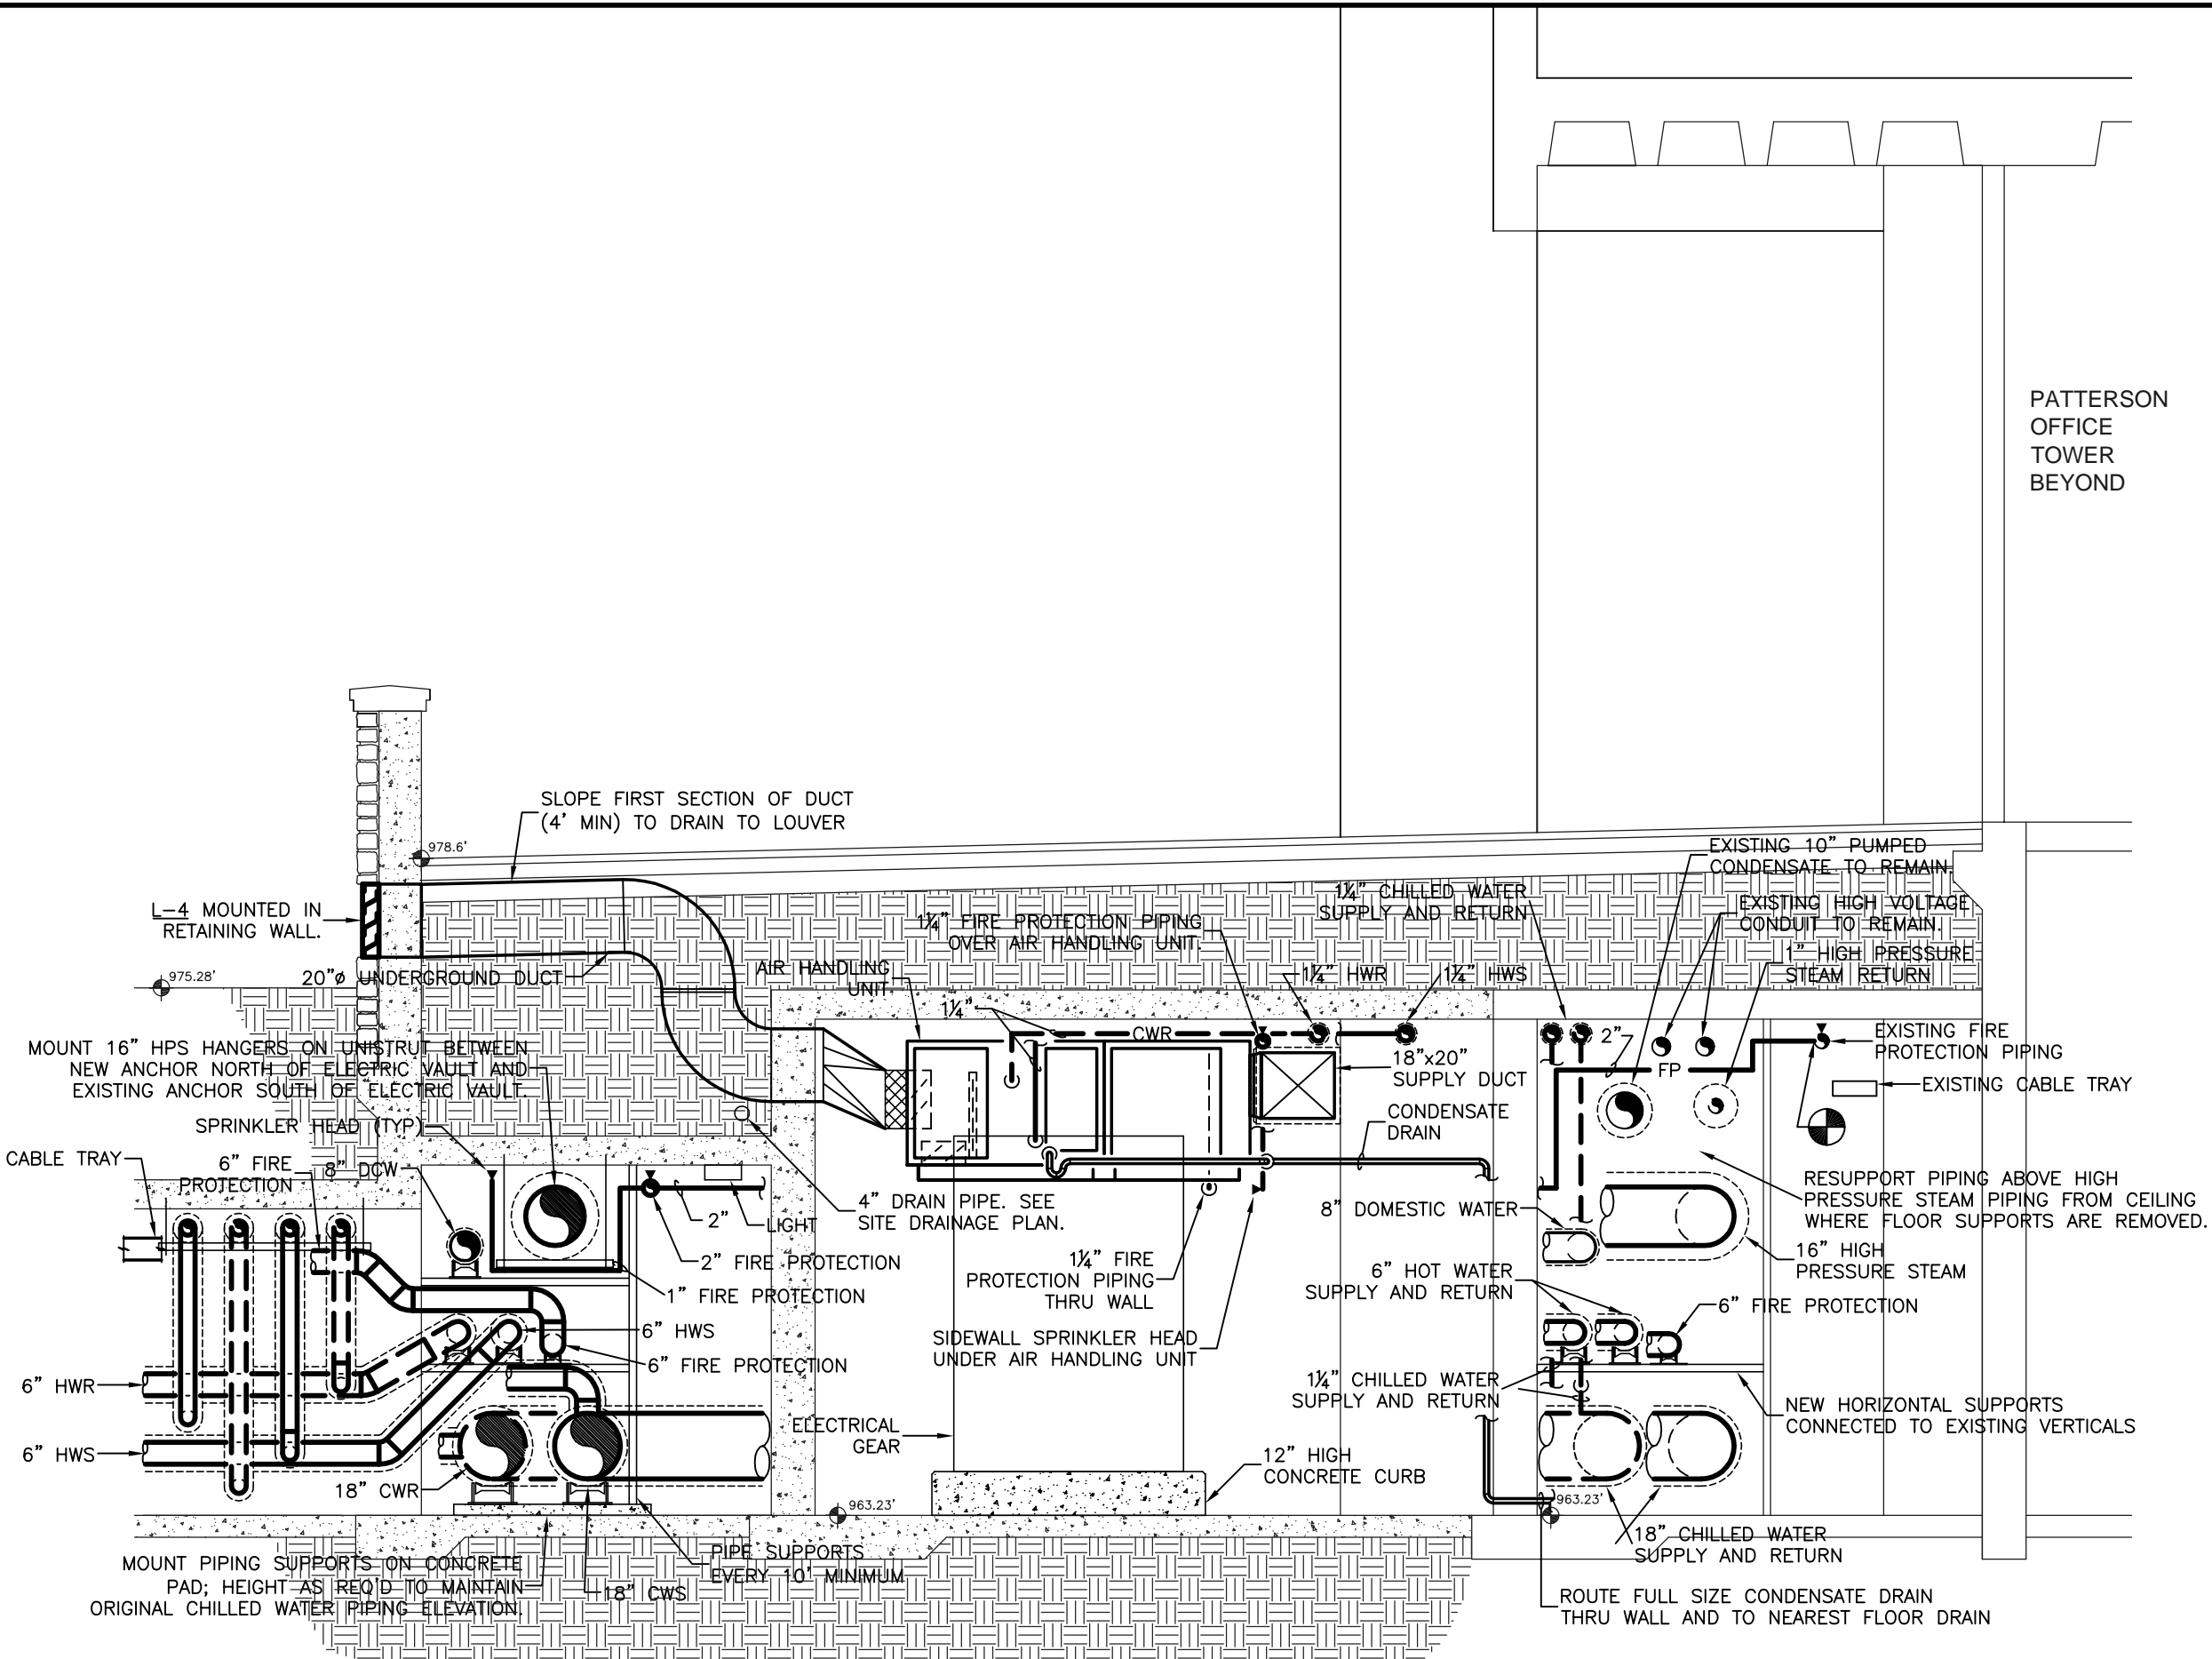 PATTERSON
OFFICE
TOWER
BEYOND
SLOPE FIRST SECTION OF DUCT
(4' MIN) TO DRAIN TO LOUVER
978.6'
L-4 MOUNTED IN
RETAINING WALL.
975.28'
20"ø UNDERGROUND DUCT
AIR HANDLING
UNIT.
1¼" FIRE PROTECTION PIPING
OVER AIR HANDLING UNIT.
1¼" CHILLED WATER
SUPPLY AND RETURN
EXISTING 10" PUMPED
CONDENSATE TO REMAIN.
EXISTING HIGH VOLTAGE
CONDUIT TO REMAIN.
1" HIGH PRESSURE
STEAM RETURN
1¼" HWR
1¼" HWS
1¼"
CWR
2"
FP
EXISTING FIRE
PROTECTION PIPING
EXISTING CABLE TRAY
MOUNT 16" HPS HANGERS ON UNISTRUT BETWEEN
NEW ANCHOR NORTH OF ELECTRIC VAULT AND
EXISTING ANCHOR SOUTH OF ELECTRIC VAULT.
SPRINKLER HEAD (TYP)
18"x20"
SUPPLY DUCT
CONDENSATE
DRAIN
CABLE TRAY
6" FIRE
PROTECTION
8" DCW
4" DRAIN PIPE. SEE
SITE DRAINAGE PLAN.
2"
LIGHT
2" FIRE PROTECTION
1" FIRE PROTECTION
8" DOMESTIC WATER
RESUPPORT PIPING ABOVE HIGH
PRESSURE STEAM PIPING FROM CEILING
WHERE FLOOR SUPPORTS ARE REMOVED.
16" HIGH
PRESSURE STEAM
1¼" FIRE
PROTECTION PIPING
THRU WALL
6" HOT WATER
SUPPLY AND RETURN
6" FIRE PROTECTION
6" HWS
6" FIRE PROTECTION
SIDEWALL SPRINKLER HEAD
UNDER AIR HANDLING UNIT
6" HWR
1¼" CHILLED WATER
SUPPLY AND RETURN
NEW HORIZONTAL SUPPORTS
CONNECTED TO EXISTING VERTICALS
6" HWS
ELECTRICAL
GEAR
12" HIGH
CONCRETE CURB
18" CWR
963.23'
963.23'
18" CHILLED WATER
SUPPLY AND RETURN
MOUNT PIPING SUPPORTS ON CONCRETE
PAD; HEIGHT AS REQ'D TO MAINTAIN
ORIGINAL CHILLED WATER PIPING ELEVATION.
PIPE SUPPORTS
EVERY 10' MINIMUM
18" CWS
ROUTE FULL SIZE CONDENSATE DRAIN
THRU WALL AND TO NEAREST FLOOR DRAIN